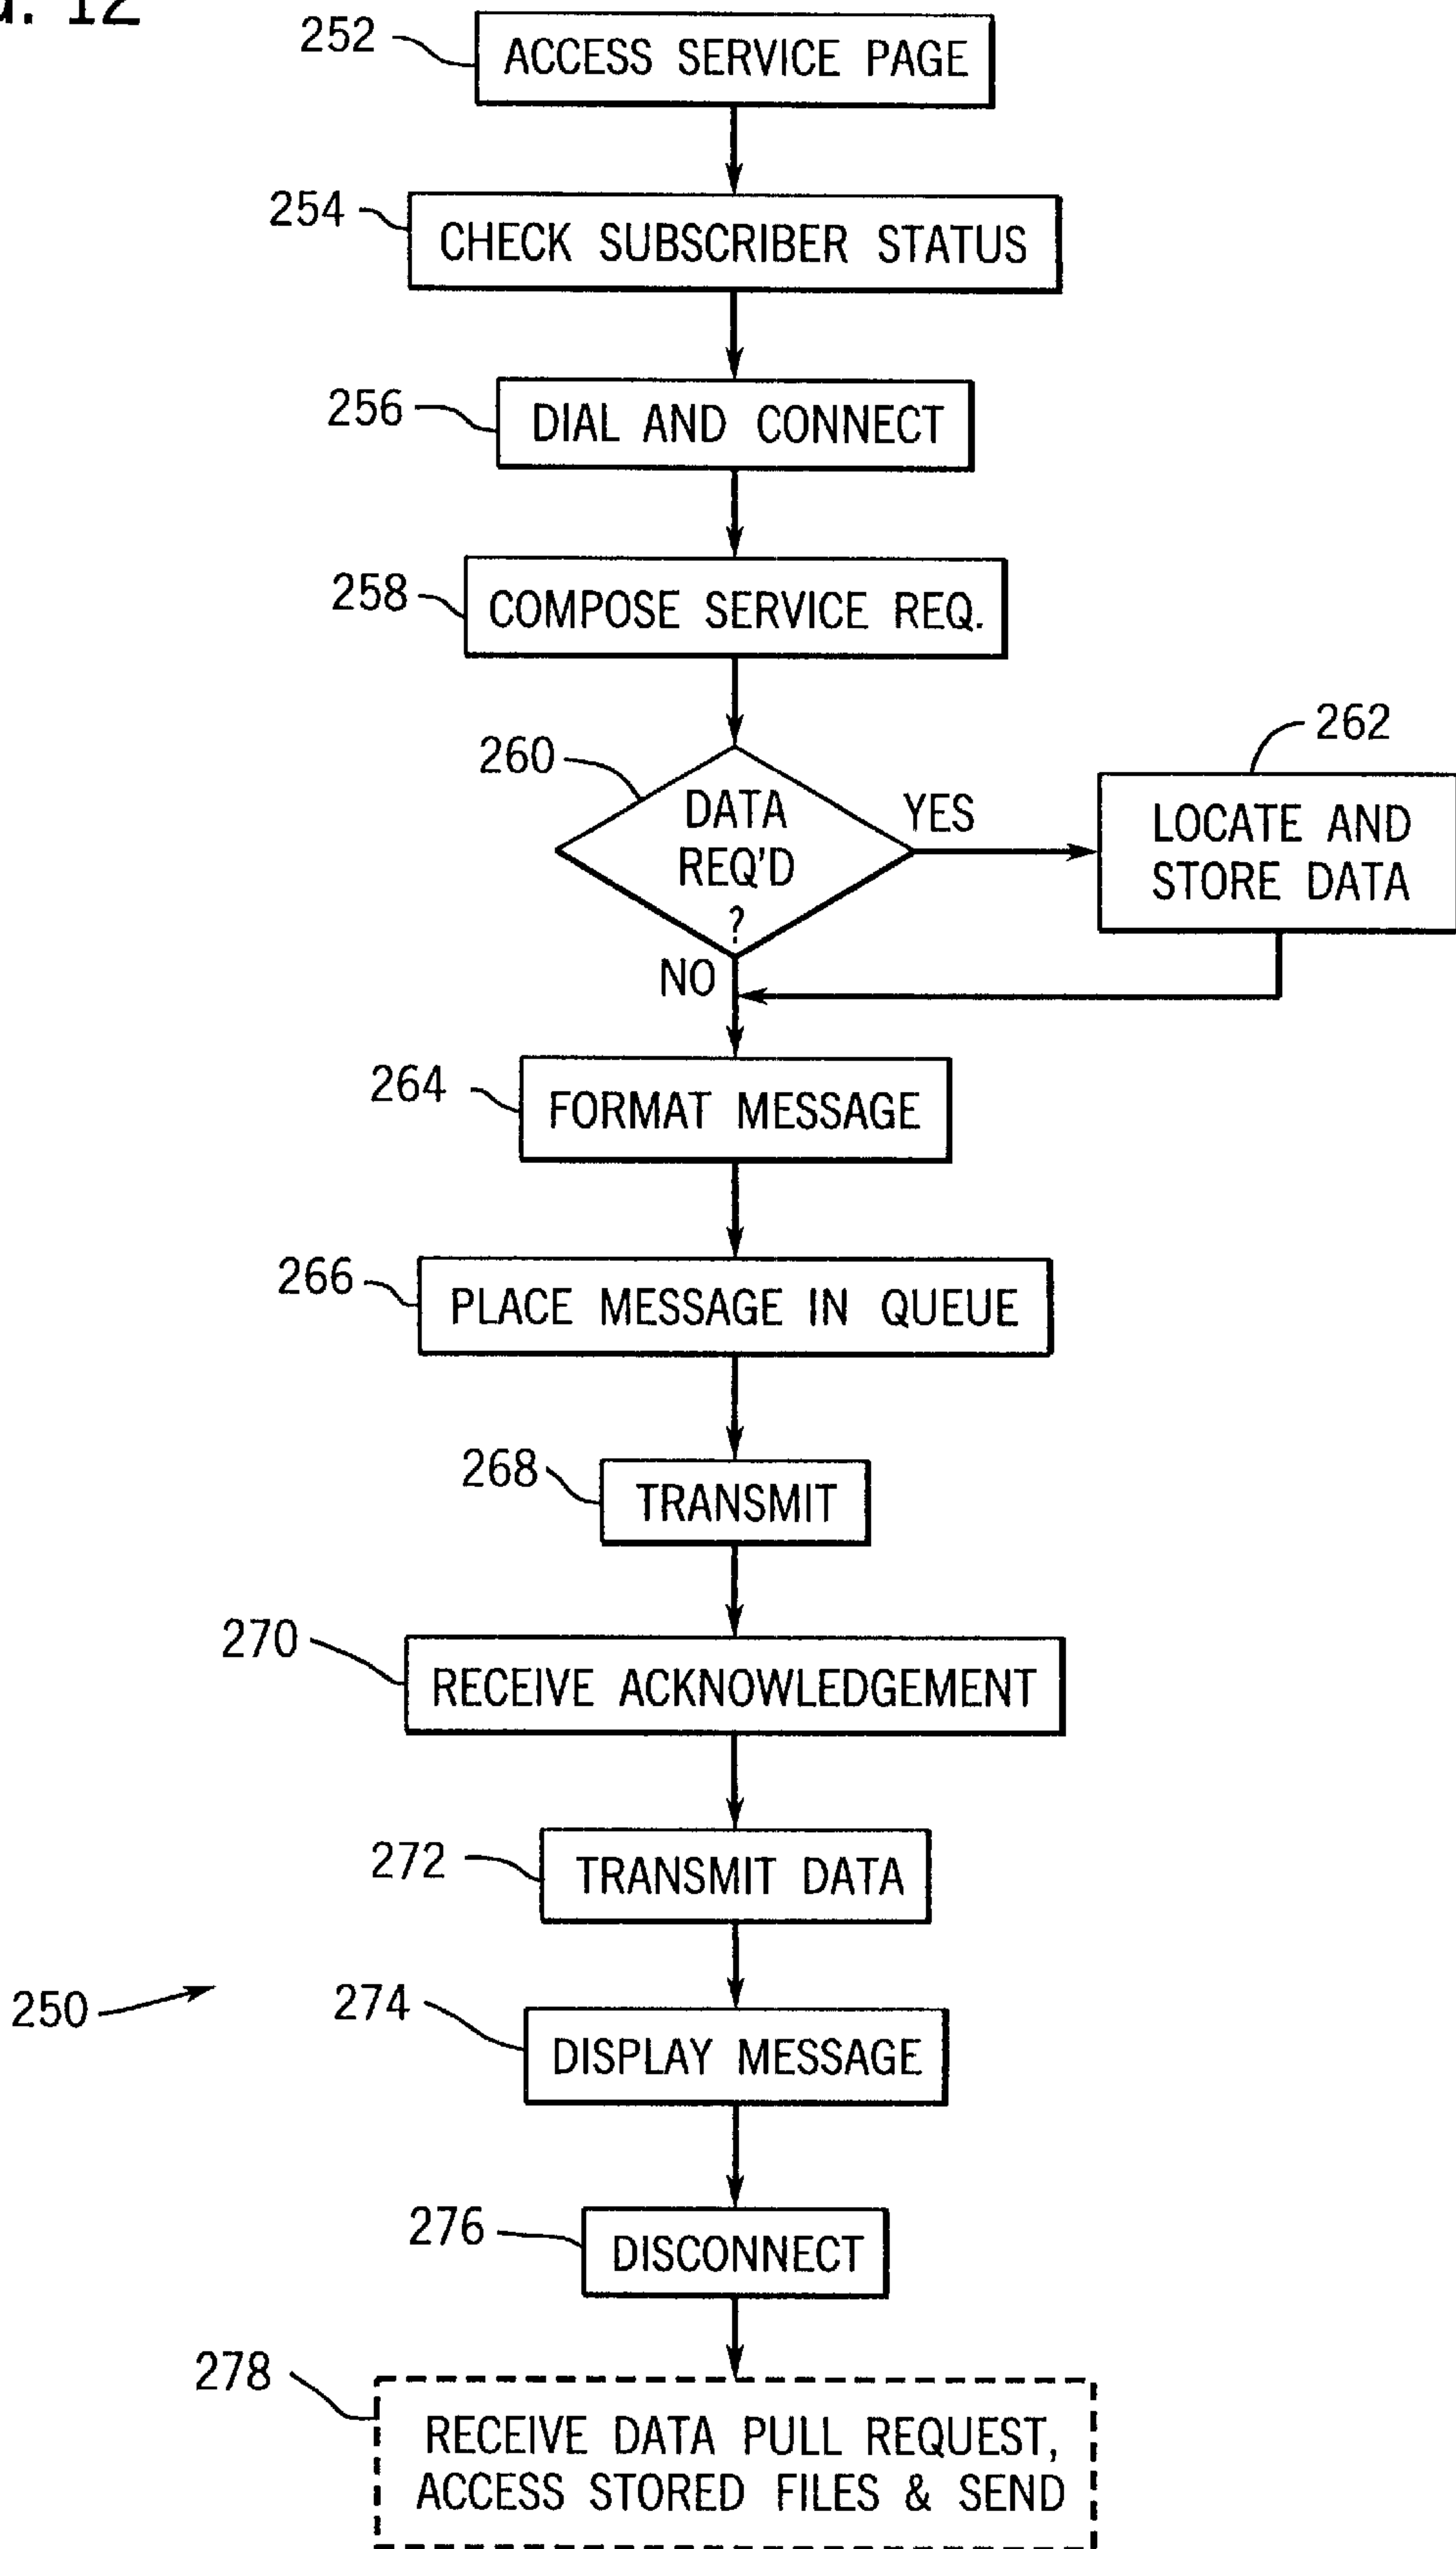 . 12
252
ACCESS SERVICE PAGE
254
CHECK SUBSCRIBER STATUS
256
DIAL AND CONNECT
258
COMPOSE SERVICE REQ.
262
260
DATA
REQ'D
?
YES
LOCATE AND
STORE DATA
NO
264
FORMAT MESSAGE
266
PLACE MESSAGE IN QUEUE
268
TRANSMIT
270
RECEIVE ACKNOWLEDGEMENT
272
TRANSMIT DATA
250
274
DISPLAY MESSAGE
276
DISCONNECT
278
RECEIVE DATA PULL REQUEST,
ACCESS STORED FILES & SEND